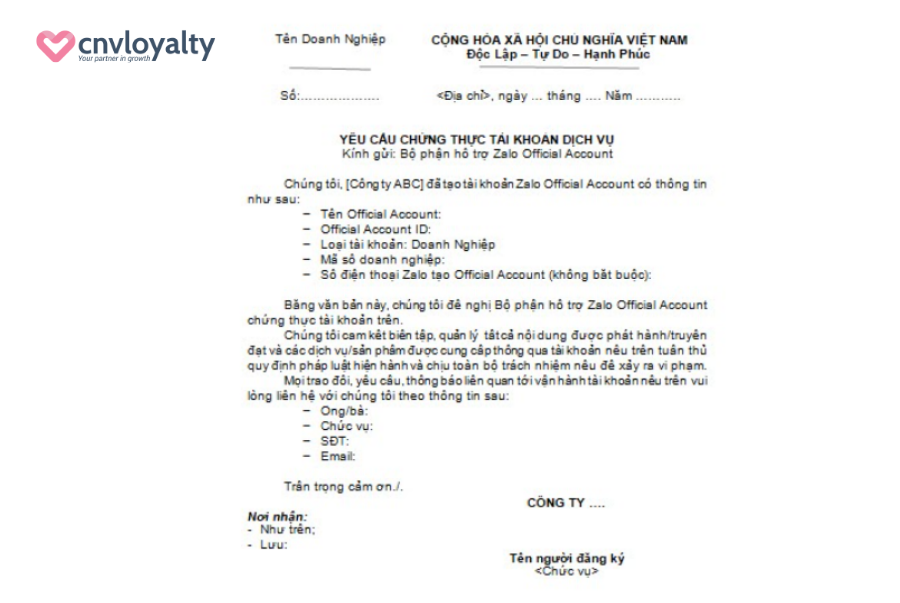 cnvloyalty
Your partner in growth
Tên Doanh Nghiệp
CỘNG HÒA XÃ HỘI CHỦ NGHĨA VIỆT NAM
Độc Lập – Tự Do – Hạnh Phúc
Số:………………..
<Địa chỉ>, ngày ... tháng .... Năm ………..
YÊU CẦU CHỨNG THỰC TÀI KHOẢN DỊCH VỤ
Kính gửi: Bộ phận hỗ trợ Zalo Official Account
Chúng tôi, [Công ty ABC] đã tạo tài khoản Zalo Official Account có thông tin
như sau:
– Tên Official Account:
– Official Account ID:
– Loại tài khoản: Doanh Nghiệp
– Mã số doanh nghiệp:
– Số điện thoại Zalo tạo Official Account (không bắt buộc):
Bằng văn bản này, chúng tôi đề nghị Bộ phận hỗ trợ Zalo Official Account
chứng thực tài khoản trên.
Chúng tôi cam kết biên tập, quản lý tất cả nội dung được phát hành/truyền
đạt và các dịch vụ/sản phẩm được cung cấp thông qua tài khoản nêu trên tuân thủ
quy định pháp luật hiện hành và chịu toàn bộ trách nhiệm nếu để xảy ra vi phạm.
Mọi trao đổi, yêu cầu, thông báo liên quan tới vận hành tài khoản nêu trên vui
lòng liên hệ với chúng tôi theo thông tin sau:
– Ông/bà:
– Chức vụ:
– SĐT:
– Email:
Trân trọng cảm ơn./.
CÔNG TY ....
Nơi nhận:
- Như trên;
- Lưu:
Tên người đăng ký
<Chức vụ>